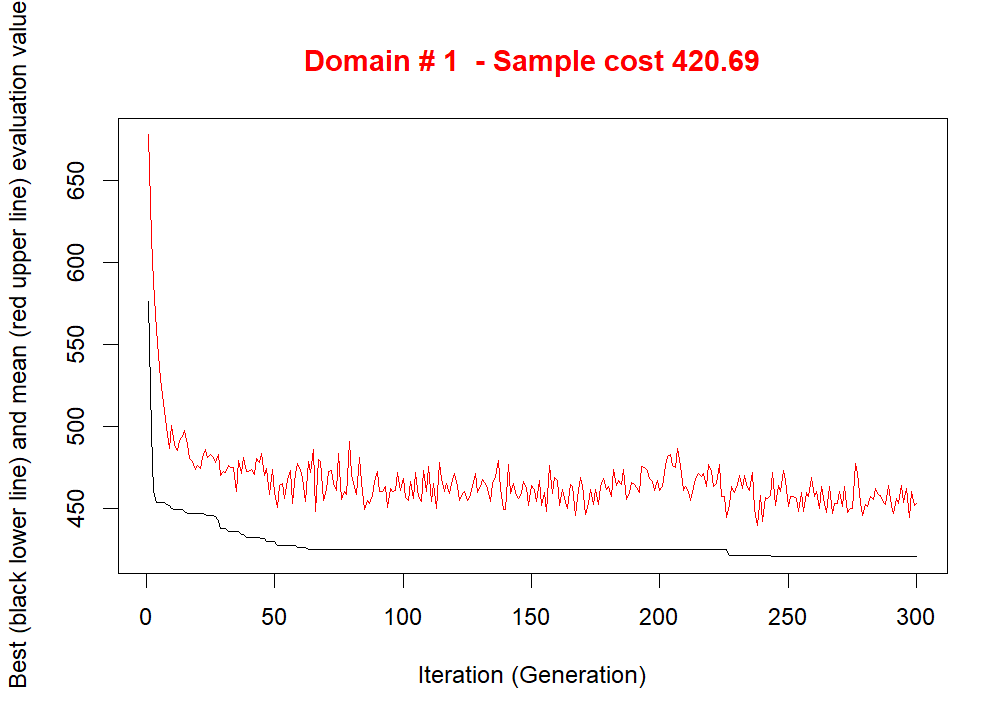 Domain # 1  - Sample cost 420.69
Best (black lower line) and mean (red upper line) evaluation value
650
600
550
500
450
0 50 100 150 200 250 300
Iteration (Generation)